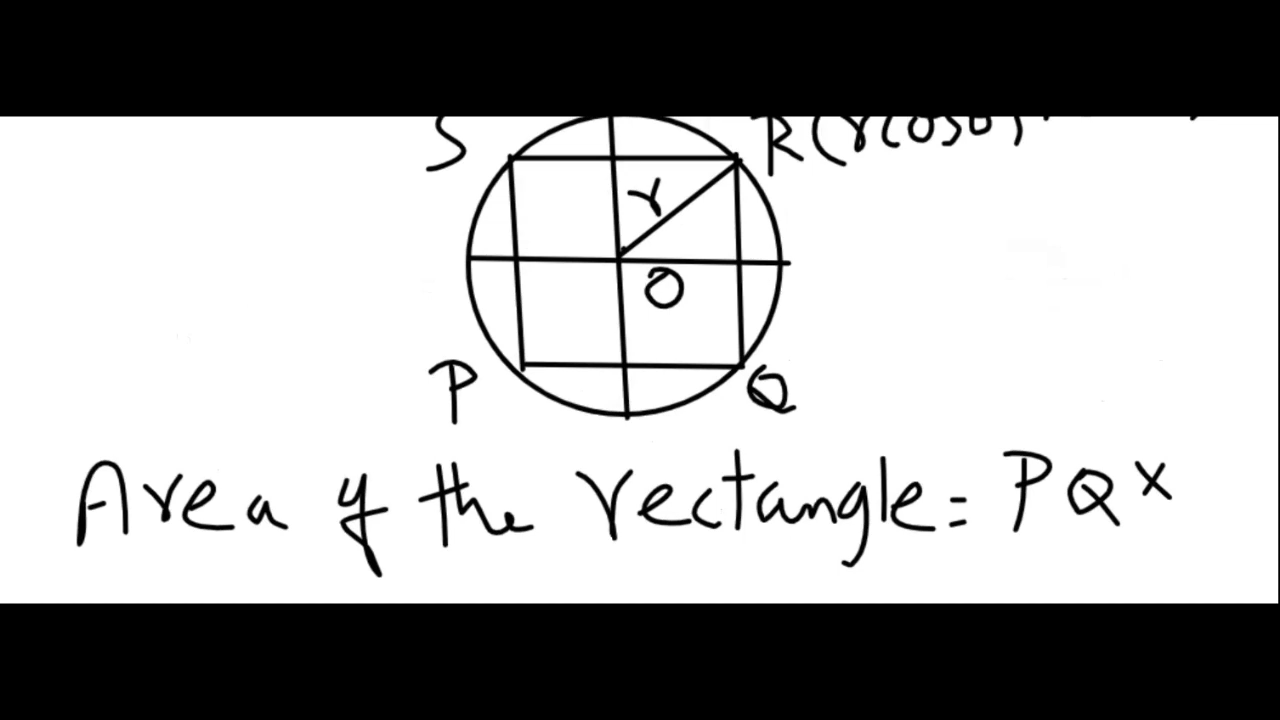 S R(rcosθ,
r
O
P Q
Area of the rectangle = PQ×